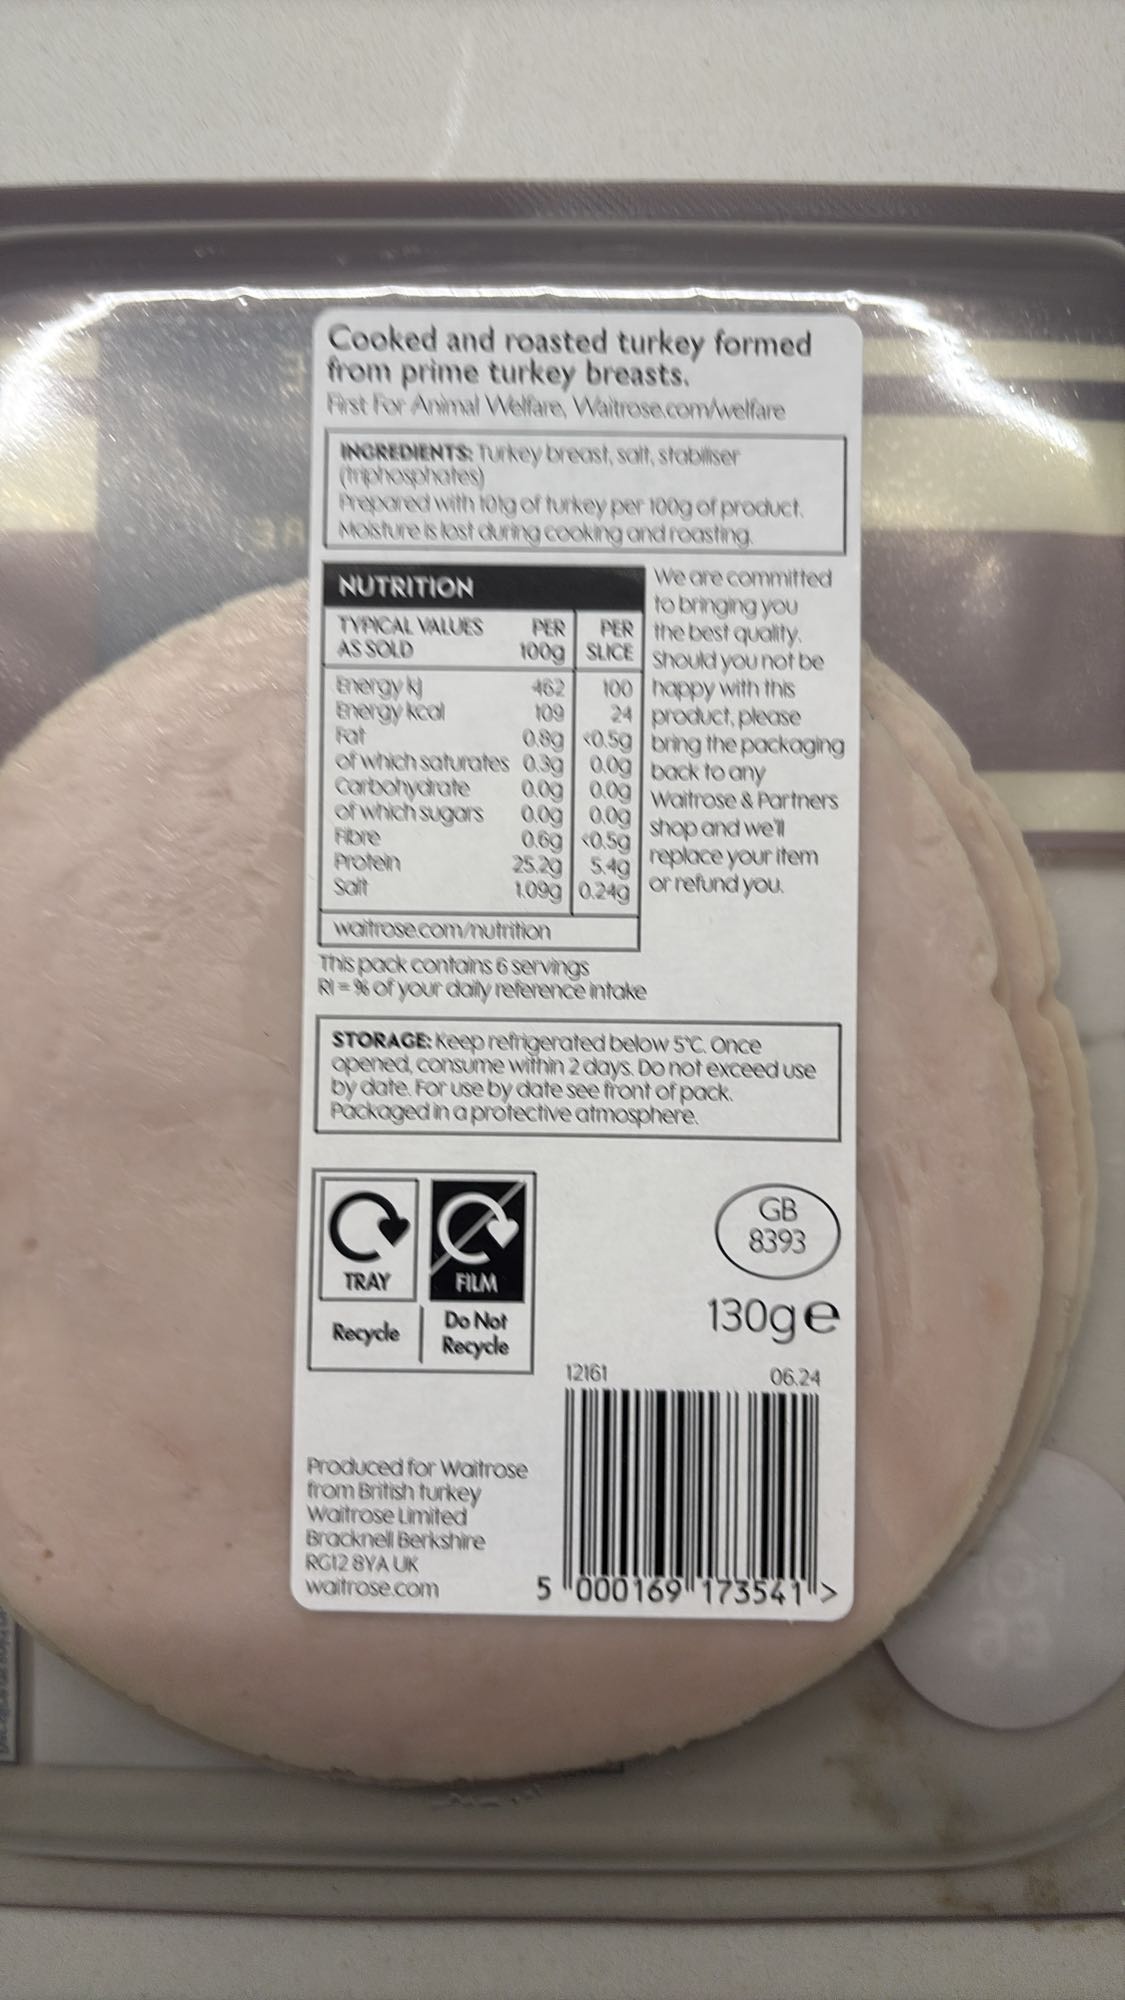 Cooked and roasted turkey formed
from prime turkey breasts.
First For Animal Welfare, Waitrose.com/welfare
INGREDIENTS: Turkey breast, salt, stabiliser
(triphosphates)
Prepared with 101g of turkey per 100g of product.
Moisture is lost during cooking and roasting.
NUTRITION
TYPICAL VALUES PER PER
AS SOLD 100g SLICE
Energy kJ 462 100
Energy kcal 109 24
Fat 0.8g <0.5g
of which saturates 0.3g 0.0g
Carbohydrate 0.0g 0.0g
of which sugars 0.0g 0.0g
Fibre 0.6g <0.5g
Protein 25.2g 5.4g
Salt 1.09g 0.24g
waitrose.com/nutrition
We are committed
to bringing you
the best quality.
Should you not be
happy with this
product, please
bring the packaging
back to any
Waitrose & Partners
shop and we'll
replace your item
or refund you.
This pack contains 6 servings
RI = % of your daily reference intake
STORAGE: Keep refrigerated below 5°C. Once
opened, consume within 2 days. Do not exceed use
by date. For use by date see front of pack.
Packaged in a protective atmosphere.
TRAY FILM
Recycle Do Not
Recycle
GB
8393
130g e
12161 06.24
Produced for Waitrose
from British turkey
Waitrose Limited
Bracknell Berkshire
RG12 8YA UK
waitrose.com
5 000169 173541 >